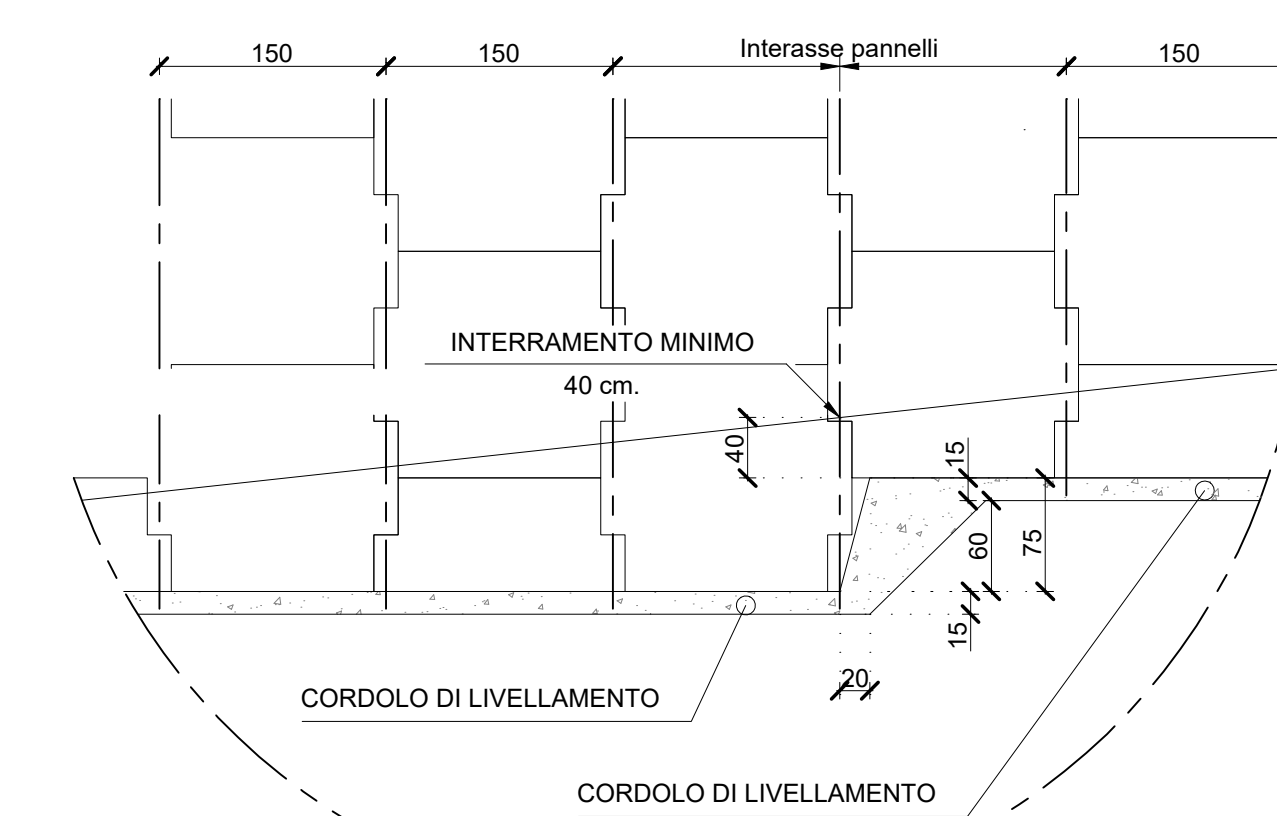 150
150
Interasse pannelli
150
INTERRAMENTO MINIMO
40 cm.
40
15
60
75
15
20
CORDOLO DI LIVELLAMENTO
CORDOLO DI LIVELLAMENTO